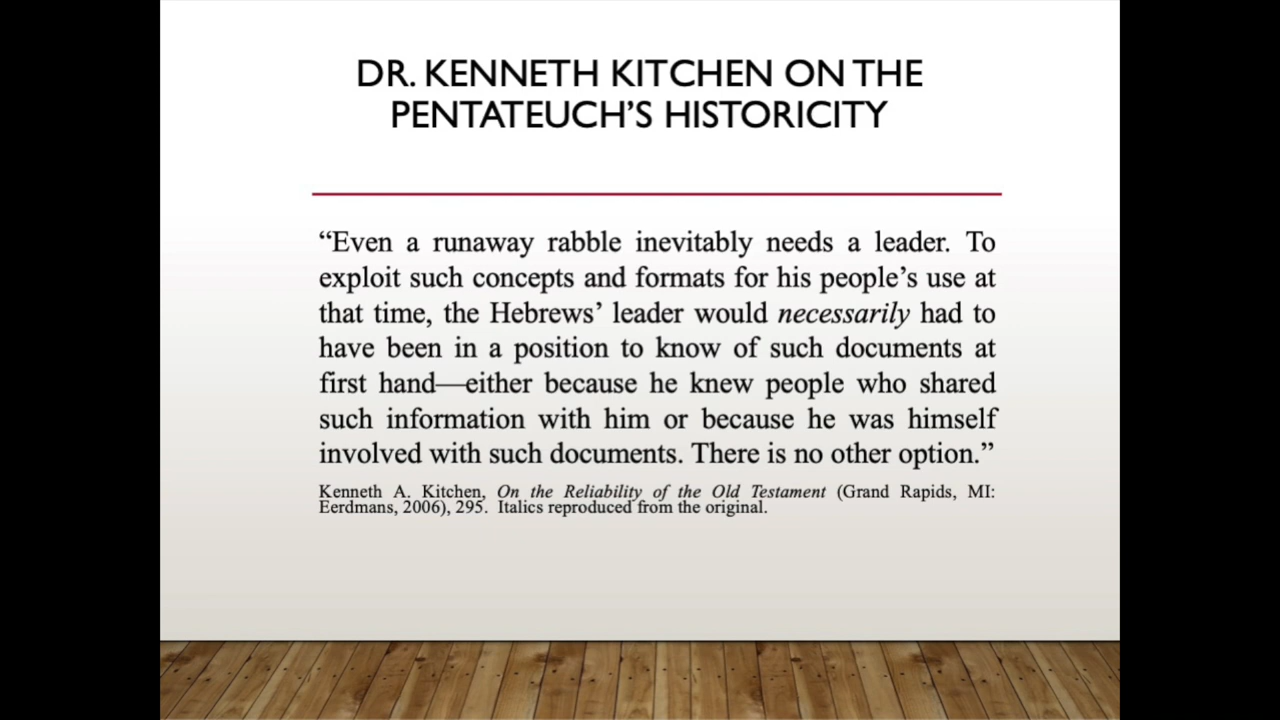 DR. KENNETH KITCHEN ON THE
PENTATEUCH’S HISTORICITY
“Even a runaway rabble inevitably needs a leader. To
exploit such concepts and formats for his people’s use at
that time, the Hebrews’ leader would necessarily had to
have been in a position to know of such documents at
first hand—either because he knew people who shared
such information with him or because he was himself
involved with such documents. There is no other option.”
Kenneth A. Kitchen, On the Reliability of the Old Testament (Grand Rapids, MI:
Eerdmans, 2006), 295. Italics reproduced from the original.